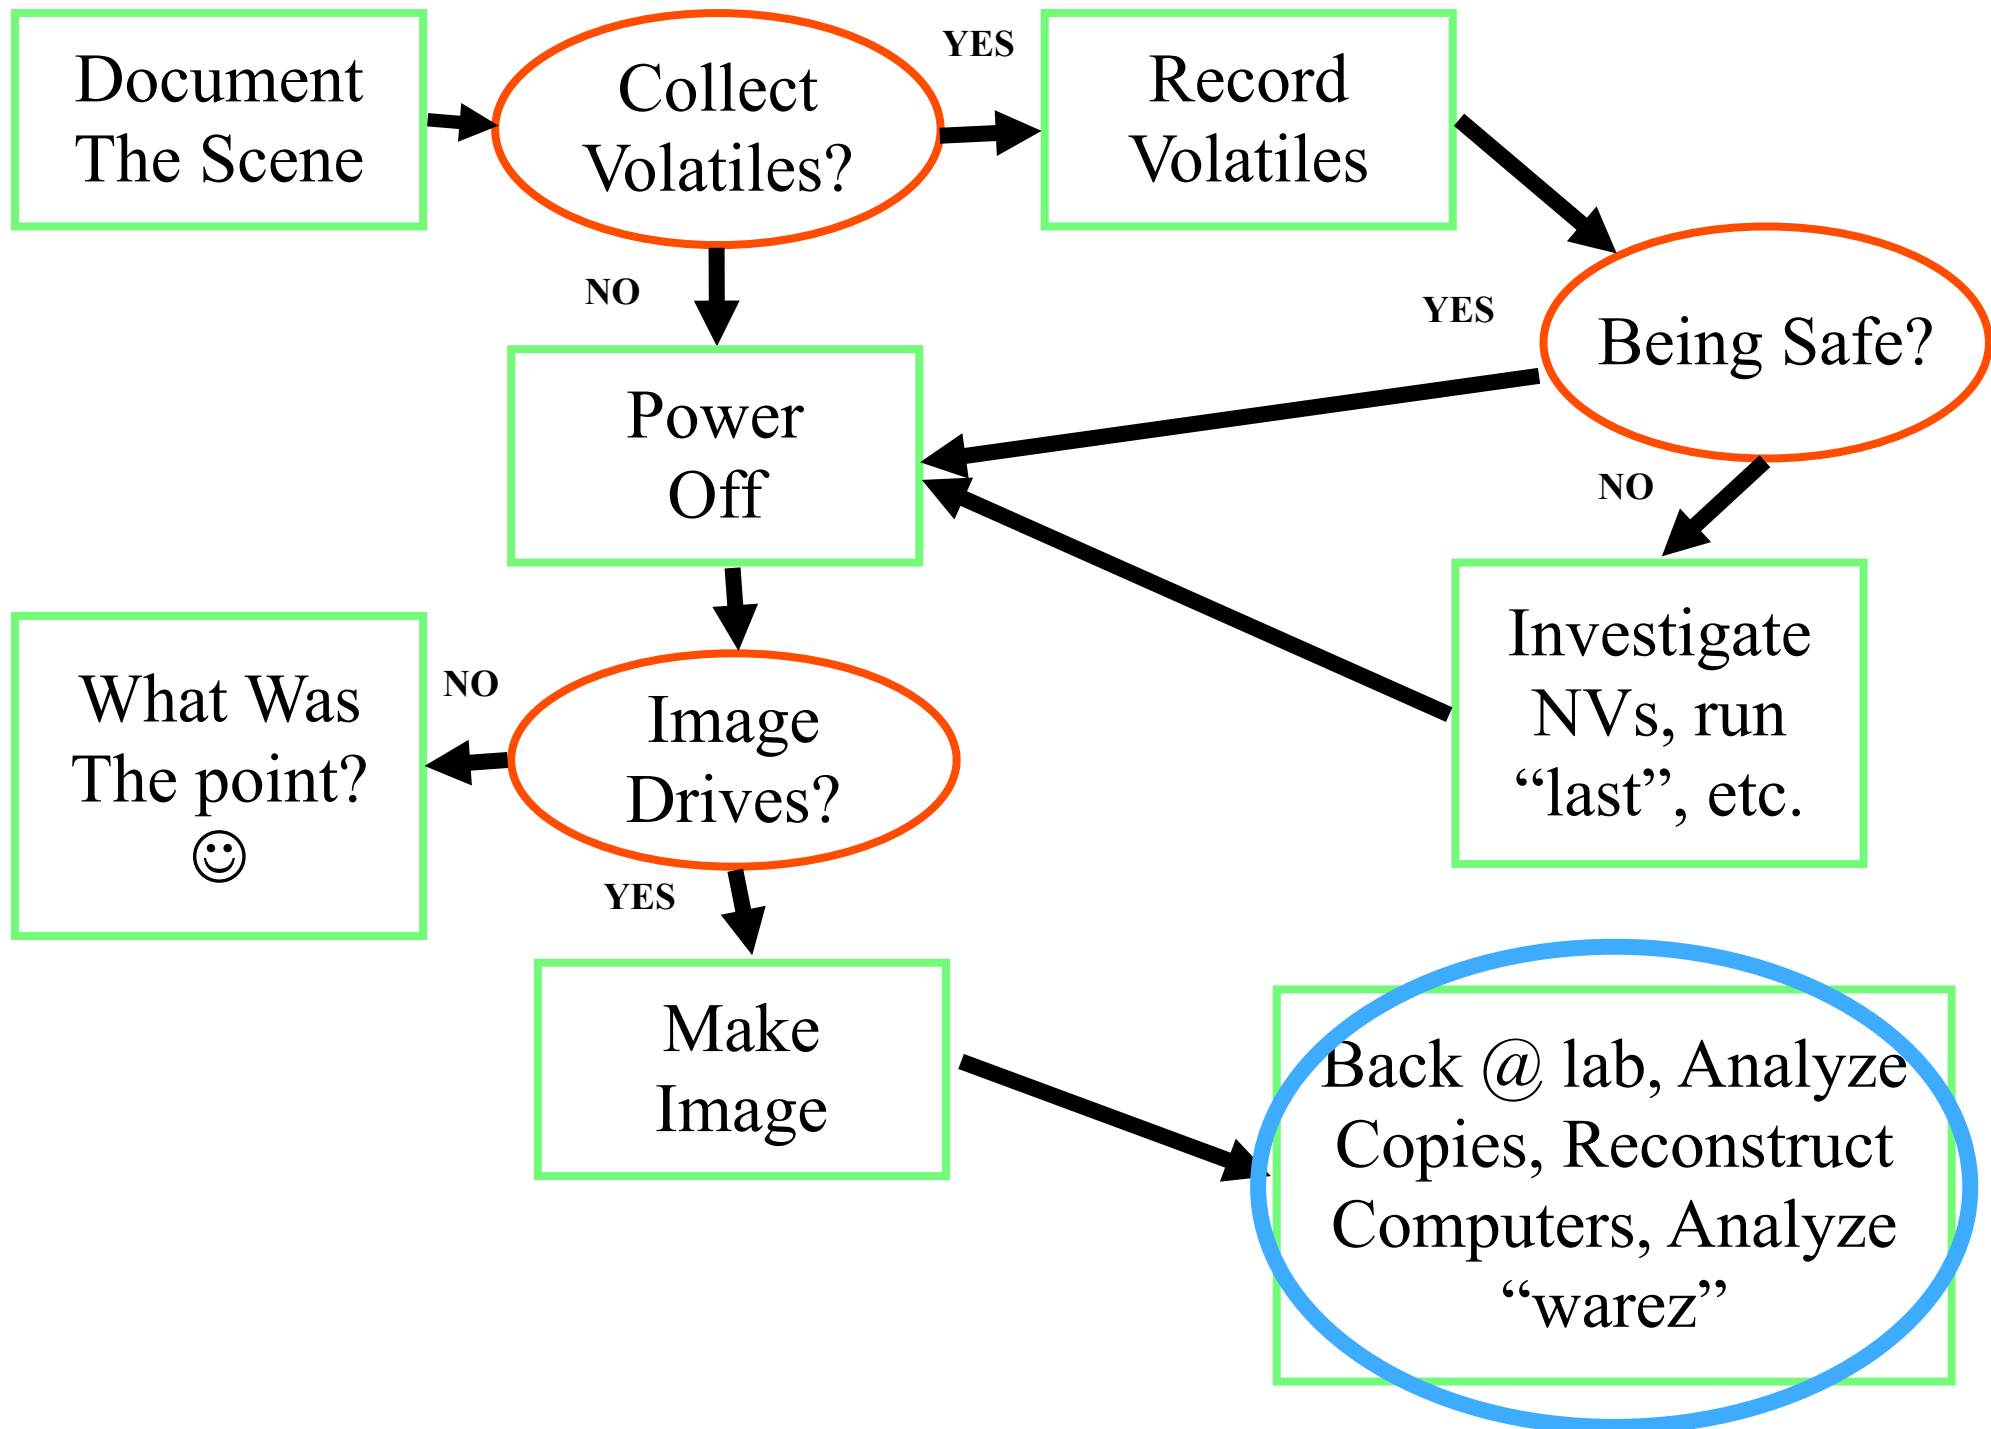 Document
The Scene
Collect
Volatiles?
YES
Record
Volatiles
NO
YES
Being Safe?
Power
Off
NO
Investigate
NVs, run
“last”, etc.
What Was
The point?
☺
NO
Image
Drives?
YES
Make
Image
Back @ lab, Analyze
Copies, Reconstruct
Computers, Analyze
“warez”